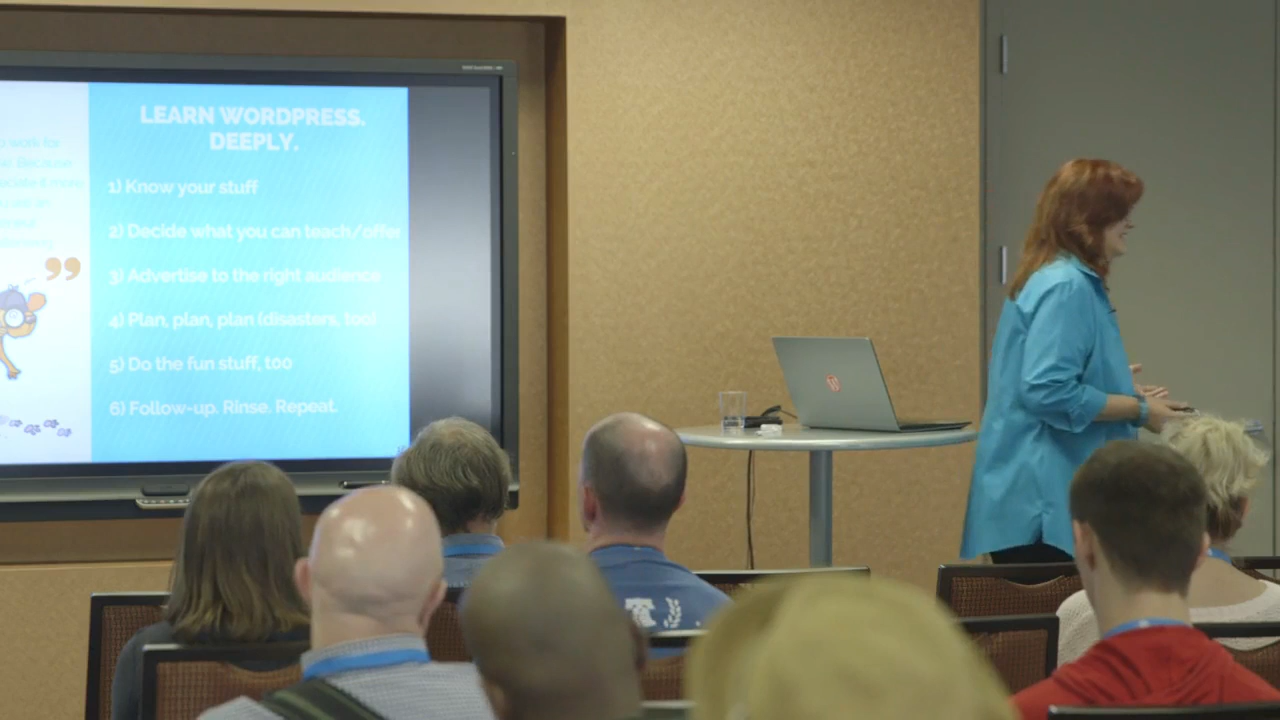 LEARN WORDPRESS.
DEEPLY.
1) Know your stuff
2) Decide what you can teach/offer
3) Advertise to the right audience
4) Plan, plan, plan (disasters, too)
5) Do the fun stuff, too
6) Follow-up. Rinse. Repeat.